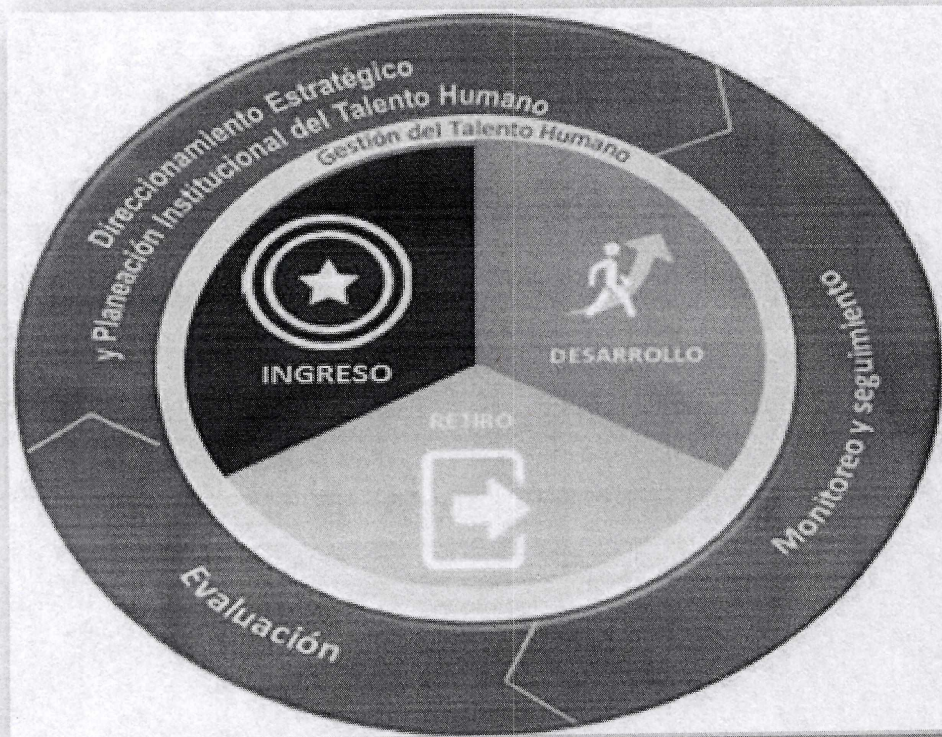 Direccionamiento Estratégico
y Planeación Institucional del Talento Humano
Gestión del Talento Humano
INGRESO
DESARROLLO
RETIRO
Monitoreo y seguimiento
Evaluación